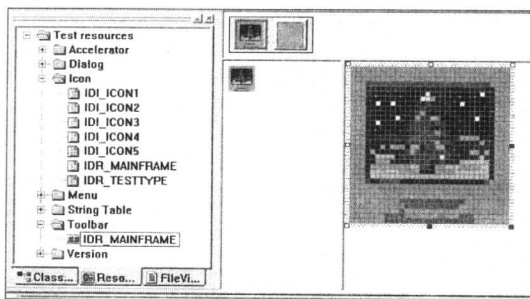 Test resources
Accelerator
Dialog
Icon
IDI_ICON1
IDI_ICON2
IDI_ICON3
IDI_ICON4
IDI_ICON5
IDR_MAINFRAME
IDR_TESTTYPE
Menu
String Table
Toolbar
IDR_MAINFRAME
Version
Class... Reso... FileVi...